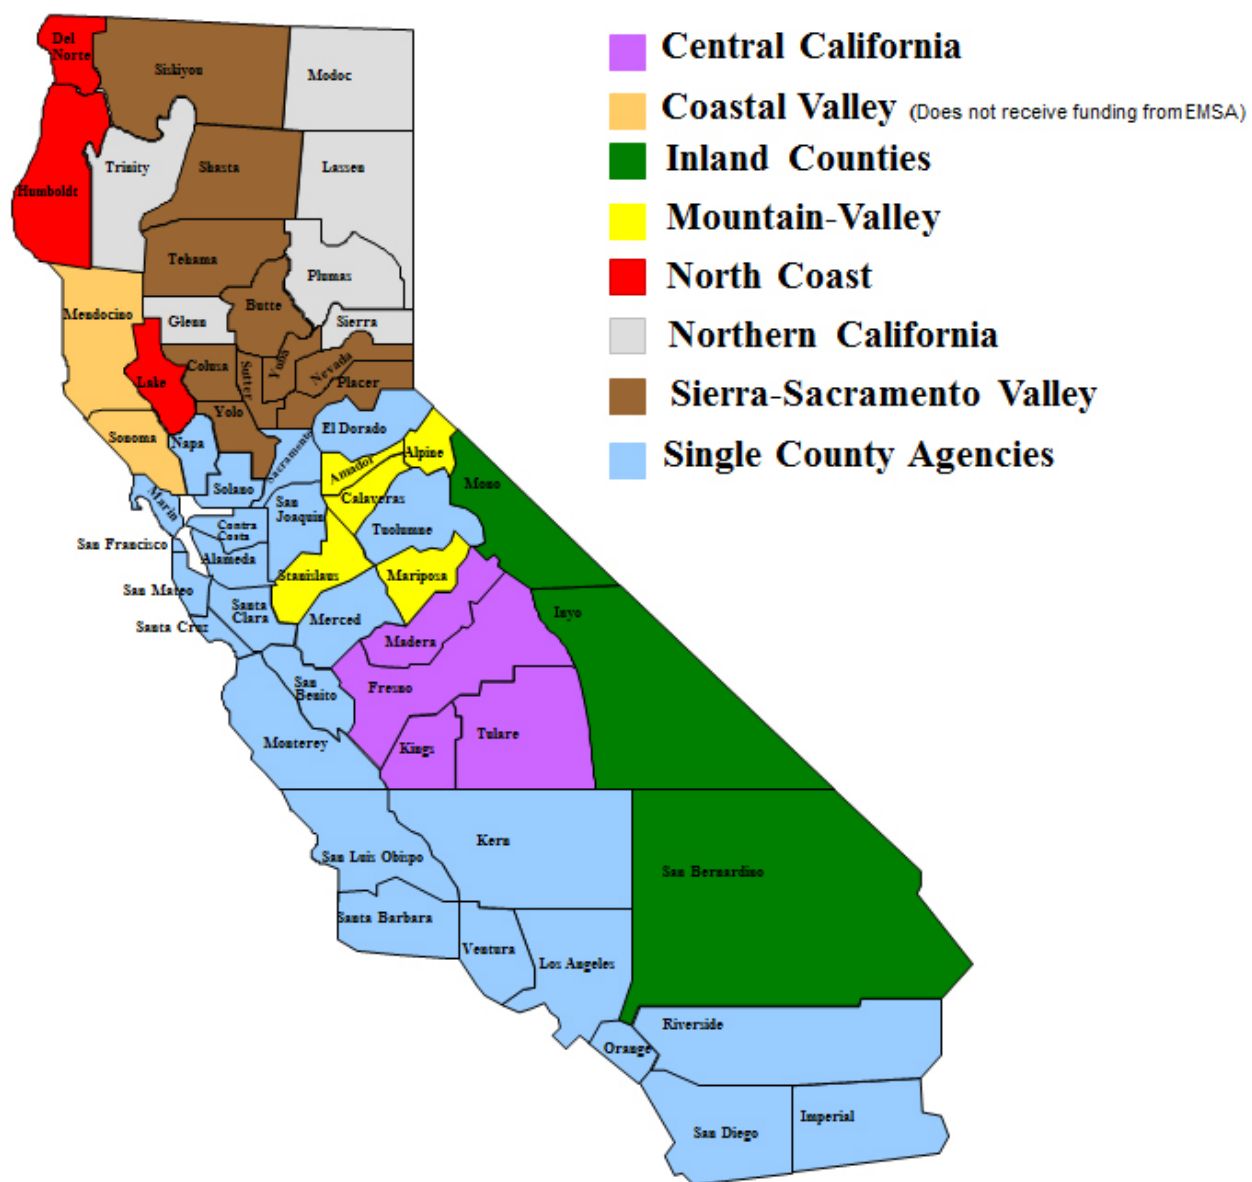 Central California
Coastal Valley (Does not receive funding from EMSA)
Inland Counties
Mountain-Valley
North Coast
Northern California
Sierra-Sacramento Valley
Single County Agencies
Del
Norte
Siskiyou
Modoc
Humboldt
Trinity
Shasta
Lassen
Tehama
Plumas
Mendocino
Glenn
Butte
Sierra
Lake
Colusa
Sutter
Yuba
Nevada
Placer
Yolo
Sonoma
Napa
Sacramento
El Dorado
Solano
Amador
Alpine
Marin
Calaveras
Mono
San
Joaquin
Contra
Costa
Tuolumne
San Francisco
Alameda
Stanislaus
Mariposa
San Mateo
Santa
Clara
Merced
Inyo
Santa Cruz
Madera
San
Benito
Fresno
Monterey
Kings
Tulare
San Luis Obispo
Kern
San Bernardino
Santa Barbara
Ventura
Los Angeles
Orange
Riverside
San Diego
Imperial